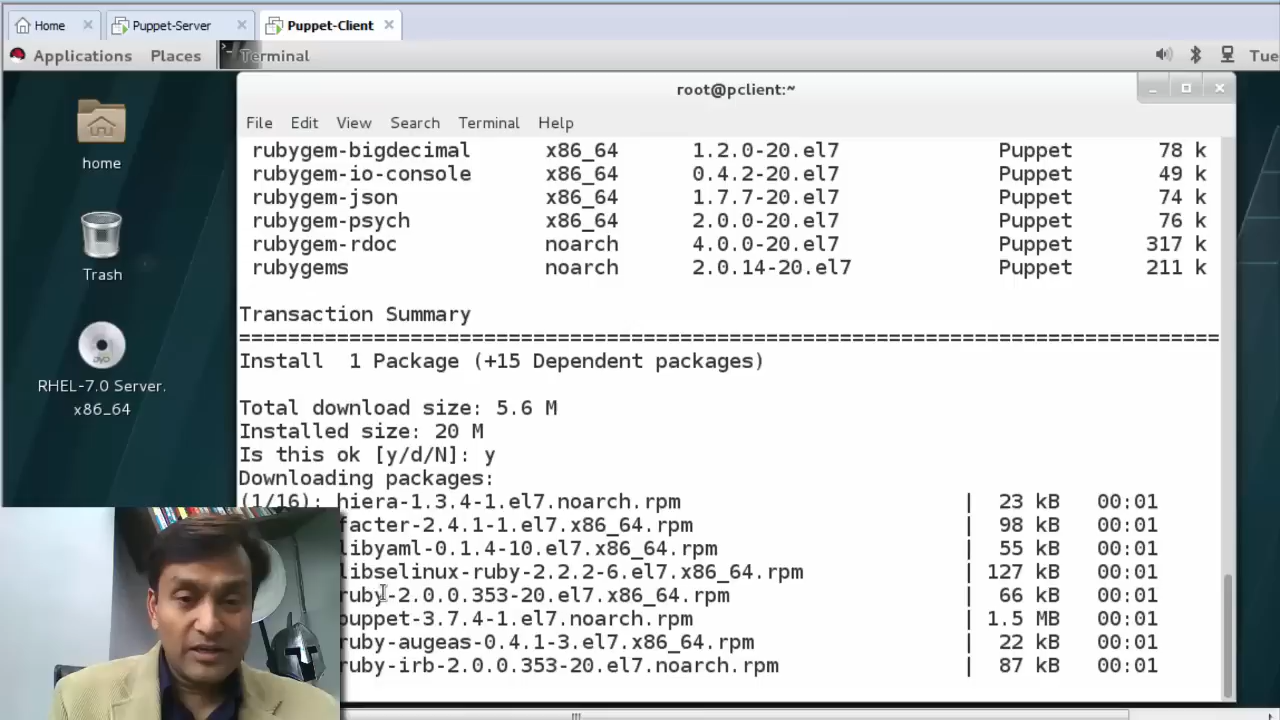 Home
Puppet-Server
Puppet-Client
Applications Places Terminal
Tue
root@pclient:~
File Edit View Search Terminal Help
home
Trash
RHEL-7.0 Server.
x86_64
rubygem-bigdecimal x86_64 1.2.0-20.el7 Puppet 78 k
rubygem-io-console x86_64 0.4.2-20.el7 Puppet 49 k
rubygem-json x86_64 1.7.7-20.el7 Puppet 74 k
rubygem-psych x86_64 2.0.0-20.el7 Puppet 76 k
rubygem-rdoc noarch 4.0.0-20.el7 Puppet 317 k
rubygems noarch 2.0.14-20.el7 Puppet 211 k
Transaction Summary
================================================================================
Install 1 Package (+15 Dependent packages)
Total download size: 5.6 M
Installed size: 20 M
Is this ok [y/d/N]: y
Downloading packages:
(1/16): hiera-1.3.4-1.el7.noarch.rpm | 23 kB 00:01
facter-2.4.1-1.el7.x86_64.rpm | 98 kB 00:01
libyaml-0.1.4-10.el7.x86_64.rpm | 55 kB 00:01
libselinux-ruby-2.2.2-6.el7.x86_64.rpm | 127 kB 00:01
ruby-2.0.0.353-20.el7.x86_64.rpm | 66 kB 00:01
puppet-3.7.4-1.el7.noarch.rpm | 1.5 MB 00:01
ruby-augeas-0.4.1-3.el7.x86_64.rpm | 22 kB 00:01
ruby-irb-2.0.0.353-20.el7.noarch.rpm | 87 kB 00:01